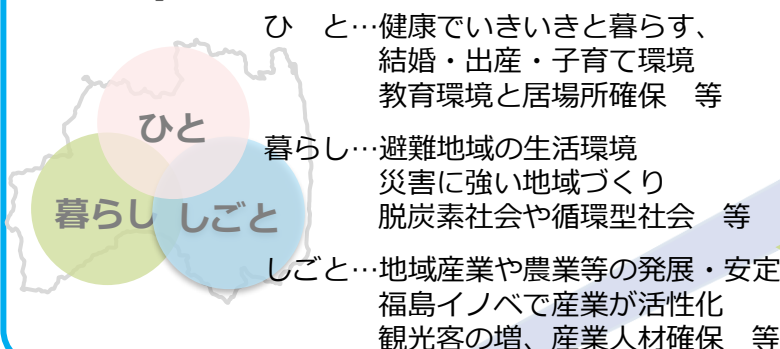 ひと
暮らし
しごと
ひ　と…健康でいきいきと暮らす、
結婚・出産・子育て環境
教育環境と居場所確保　等
暮らし…避難地域の生活環境
災害に強い地域づくり
脱炭素社会や循環型社会　等
しごと…地域産業や農業等の発展・安定
福島イノベで産業が活性化
観光客の増、産業人材確保　等